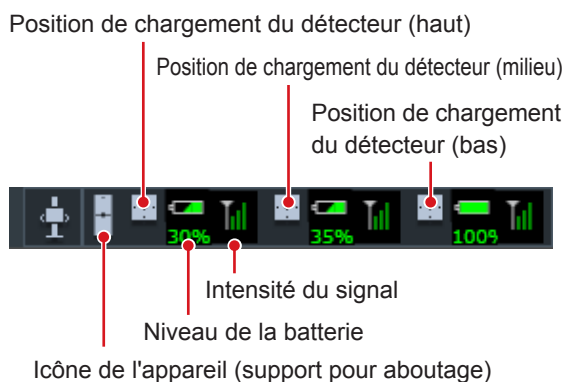 Position de chargement du détecteur (haut)
Position de chargement du détecteur (milieu)
Position de chargement
du détecteur (bas)
30%
35%
100%
Intensité du signal
Niveau de la batterie
Icône de l'appareil (support pour aboutage)